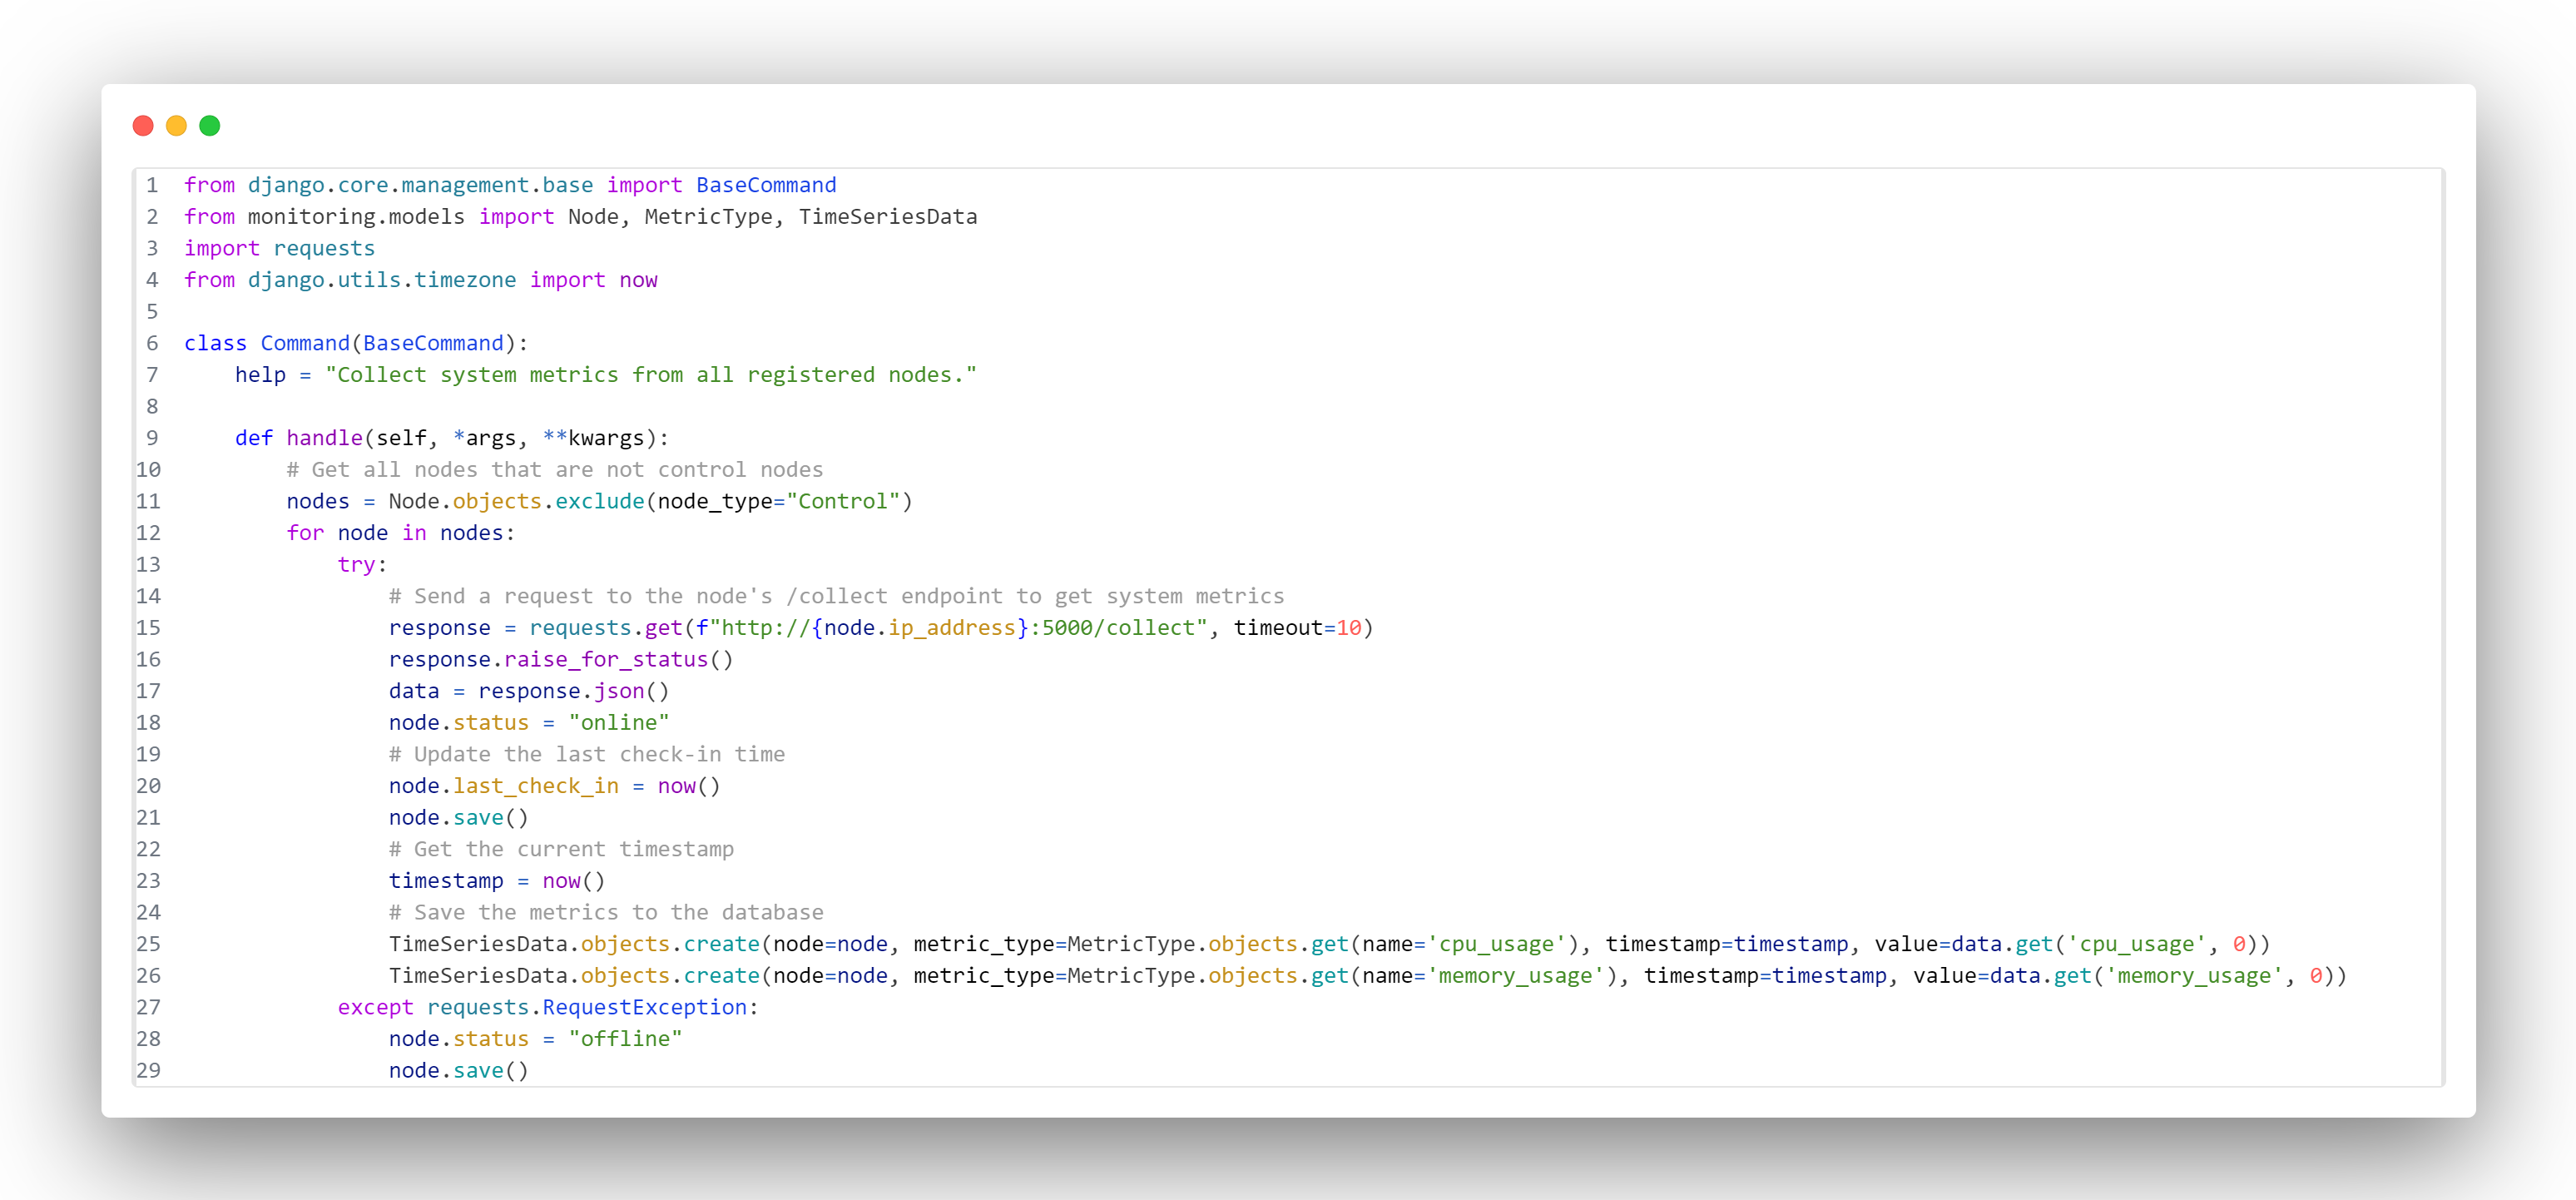 1 from django.core.management.base import BaseCommand
2 from monitoring.models import Node, MetricType, TimeSeriesData
3 import requests
4 from django.utils.timezone import now
5
6 class Command(BaseCommand):
7     help = "Collect system metrics from all registered nodes."
8
9     def handle(self, *args, **kwargs):
10         # Get all nodes that are not control nodes
11         nodes = Node.objects.exclude(node_type="Control")
12         for node in nodes:
13             try:
14                 # Send a request to the node's /collect endpoint to get system metrics
15                 response = requests.get(f"http://{node.ip_address}:5000/collect", timeout=10)
16                 response.raise_for_status()
17                 data = response.json()
18                 node.status = "online"
19                 # Update the last check-in time
20                 node.last_check_in = now()
21                 node.save()
22                 # Get the current timestamp
23                 timestamp = now()
24                 # Save the metrics to the database
25                 TimeSeriesData.objects.create(node=node, metric_type=MetricType.objects.get(name='cpu_usage'), timestamp=timestamp, value=data.get('cpu_usage', 0))
26                 TimeSeriesData.objects.create(node=node, metric_type=MetricType.objects.get(name='memory_usage'), timestamp=timestamp, value=data.get('memory_usage', 0))
27             except requests.RequestException:
28                 node.status = "offline"
29                 node.save()